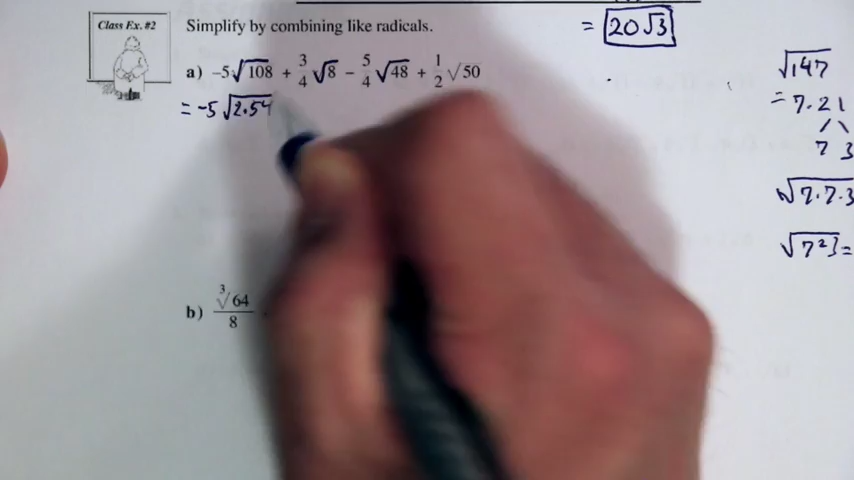 Class Ex. #2
Simplify by combining like radicals.
= 20√3
a) -5√108 + 3/4 √8 - 5/4 √48 + 1/2 √50
= -5 √2·54
√147
= 7·21
7 3
√7·7·3
√7²3 =
b) ³√64 / 8